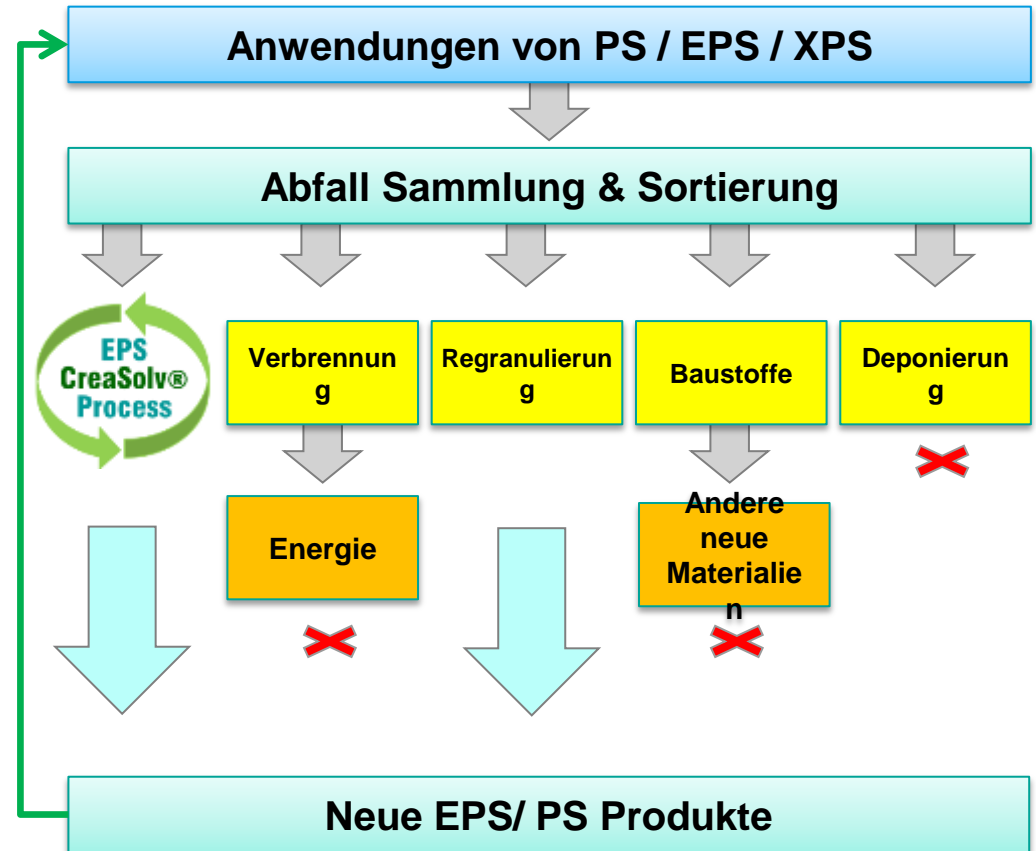 Anwendungen von PS / EPS / XPS
Abfall Sammlung & Sortierung
EPS
CreaSolv®
Process
Verbrennun
g
Regranulierun
g
Baustoffe
Deponierun
g
Energie
Andere
neue
Materialie
n
Neue EPS/ PS Produkte